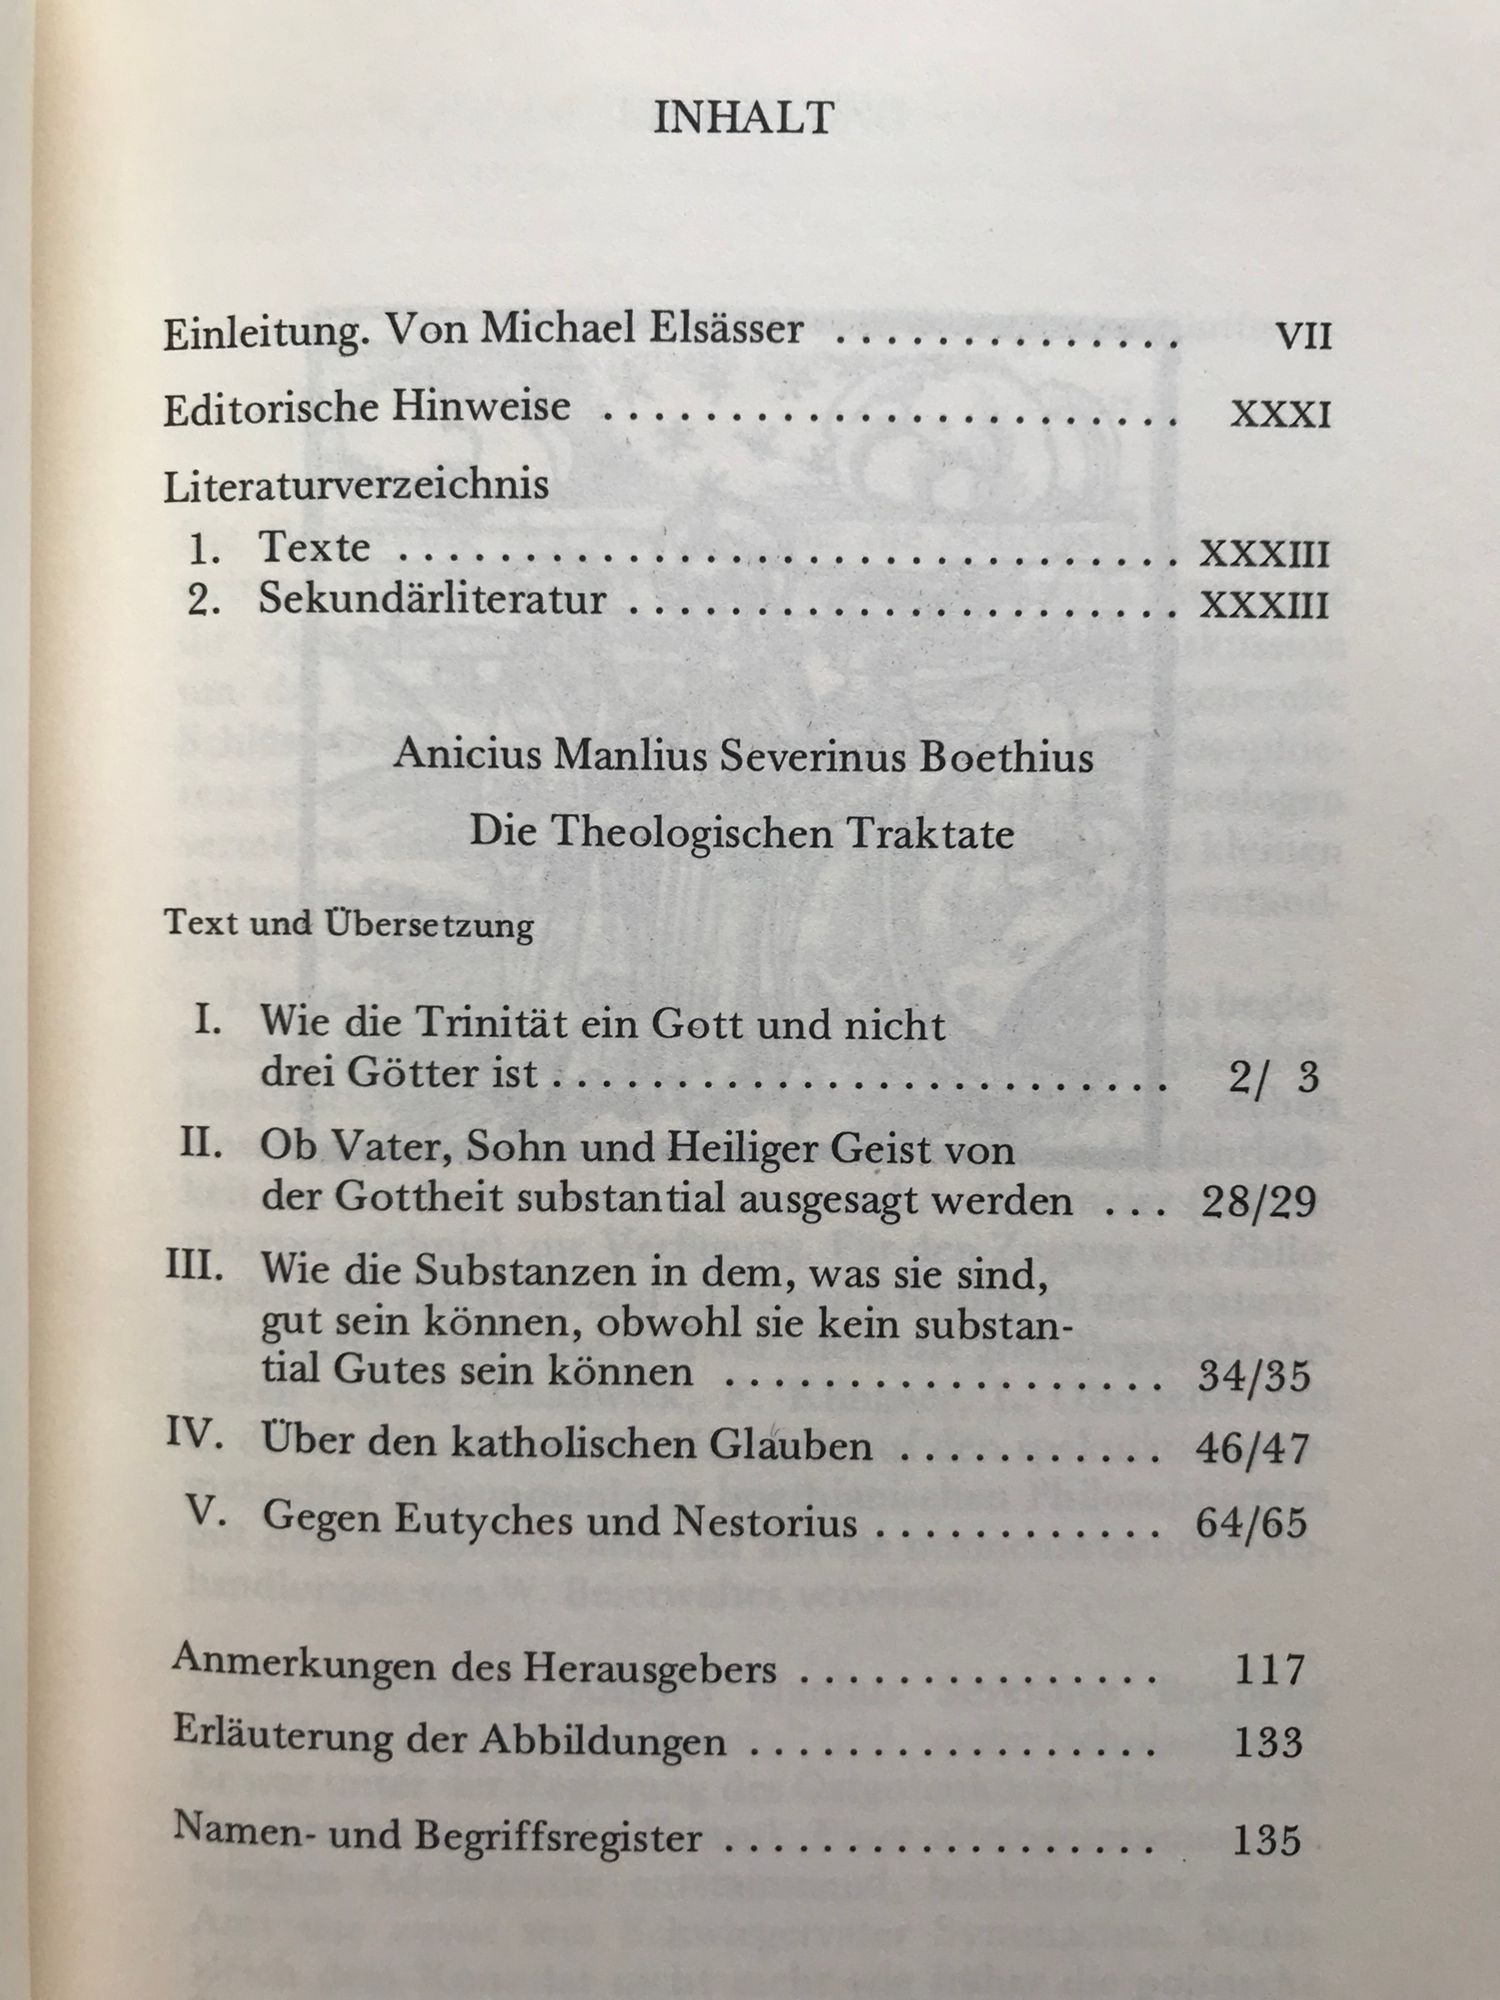 INHALT
Einleitung. Von Michael Elsässer . . . . . . . . . . . . . . VII
Editorische Hinweise . . . . . . . . . . . . . . . . . . . . . . . XXXI
Literaturverzeichnis
1. Texte . . . . . . . . . . . . . . . . . . . . . . . . . . . . . . . XXXIII
2. Sekundärliteratur . . . . . . . . . . . . . . . . . . . . . . XXXIII
Anicius Manlius Severinus Boethius
Die Theologischen Traktate
Text und Übersetzung
I. Wie die Trinität ein Gott und nicht
drei Götter ist . . . . . . . . . . . . . . . . . . . . . . . . . 2/ 3
II. Ob Vater, Sohn und Heiliger Geist von
der Gottheit substantial ausgesagt werden . . . 28/29
III. Wie die Substanzen in dem, was sie sind,
gut sein können, obwohl sie kein substan-
tial Gutes sein können . . . . . . . . . . . . . . . . . . 34/35
IV. Über den katholischen Glauben . . . . . . . . . . . 46/47
V. Gegen Eutyches und Nestorius . . . . . . . . . . . . 64/65
Anmerkungen des Herausgebers . . . . . . . . . . . . . . . 117
Erläuterung der Abbildungen . . . . . . . . . . . . . . . . . 133
Namen- und Begriffsregister . . . . . . . . . . . . . . . . . . 135